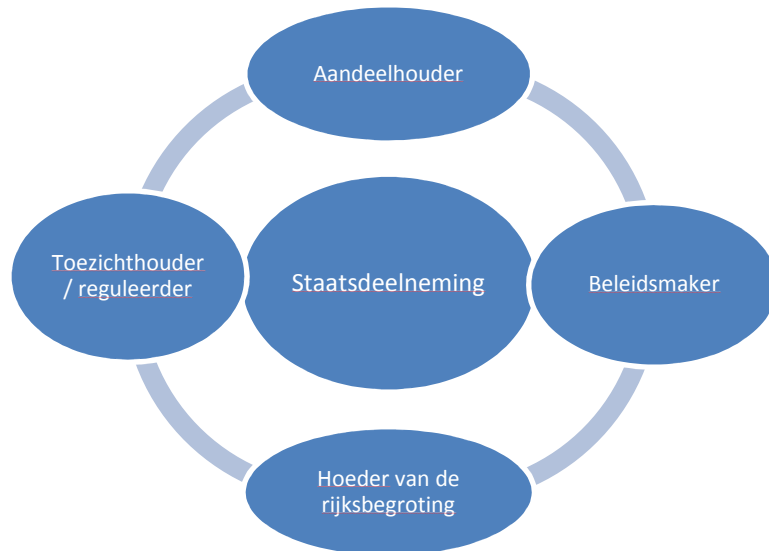 Aandeelhouder
Toezichthouder
/ reguleerder
Staatsdeelneming
Beleidsmaker
Hoeder van de
rijksbegroting